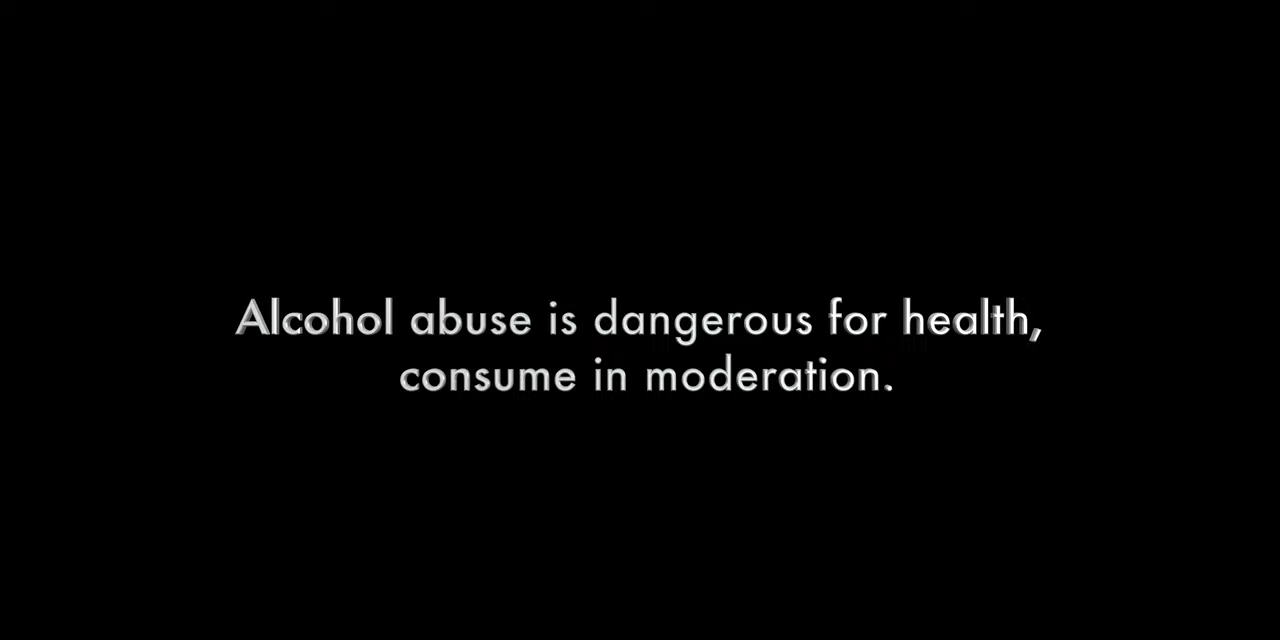 Alcohol abuse is dangerous for health,
consume in moderation.